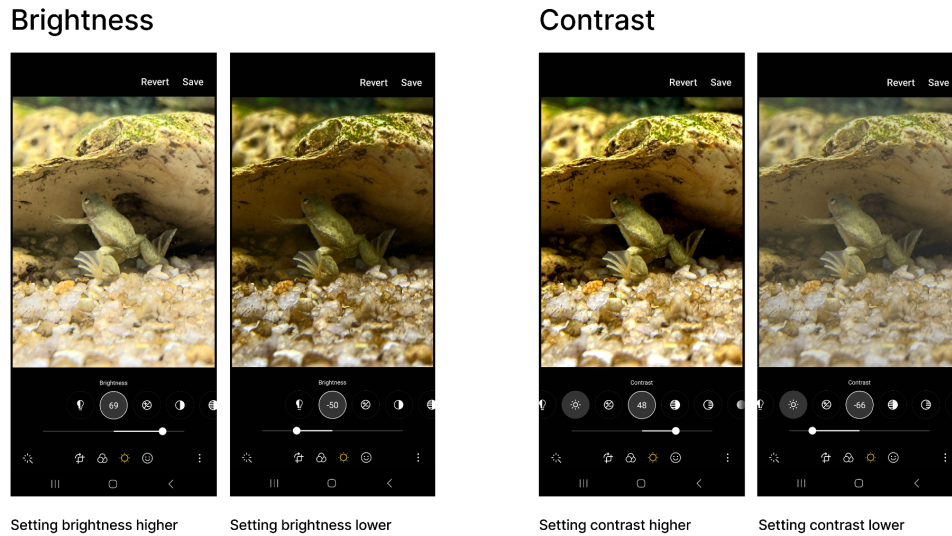 Brightness
Contrast
Revert Save
Revert Save
Revert Save
Revert Save
Brightness
Brightness
Contrast
Contrast
69
-50
48
-66
Setting brightness higher
Setting brightness lower
Setting contrast higher
Setting contrast lower